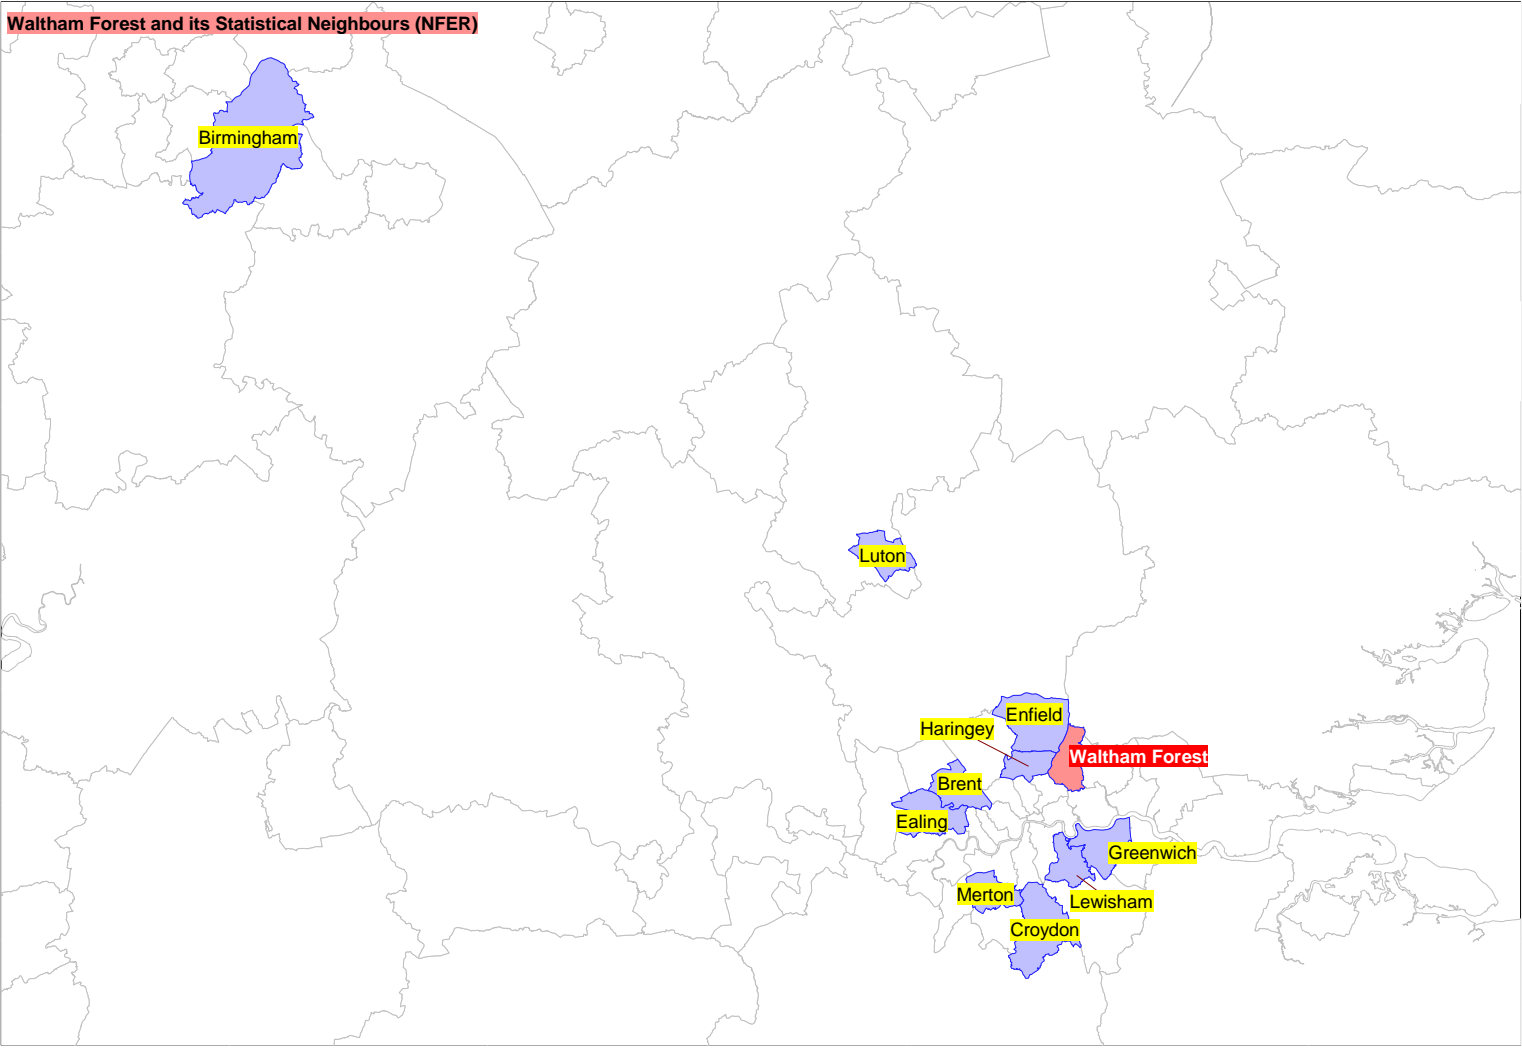 Waltham Forest and its Statistical Neighbours (NFER)
Birmingham
Luton
Enfield
Haringey
Waltham Forest
Brent
Ealing
Greenwich
Merton
Lewisham
Croydon